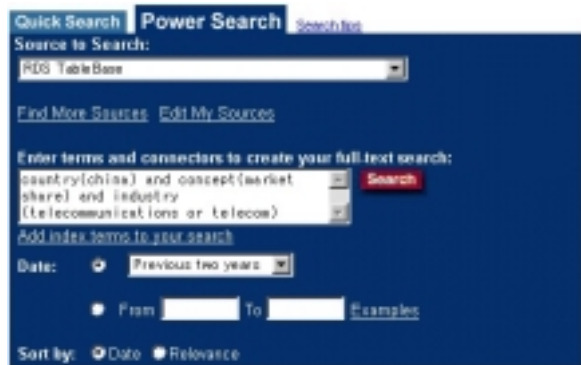 Quick Search Power Search Search tips
Source to Search:
RDS TableBase
Find More Sources Edit My Sources
Enter terms and connectors to create your full-text search:
country(china) and concept(market
share) and industry
(telecommunications or telecom)
Search
Add index terms to your search
Date: Previous two years
From To Examples
Sort by: Date Relevance